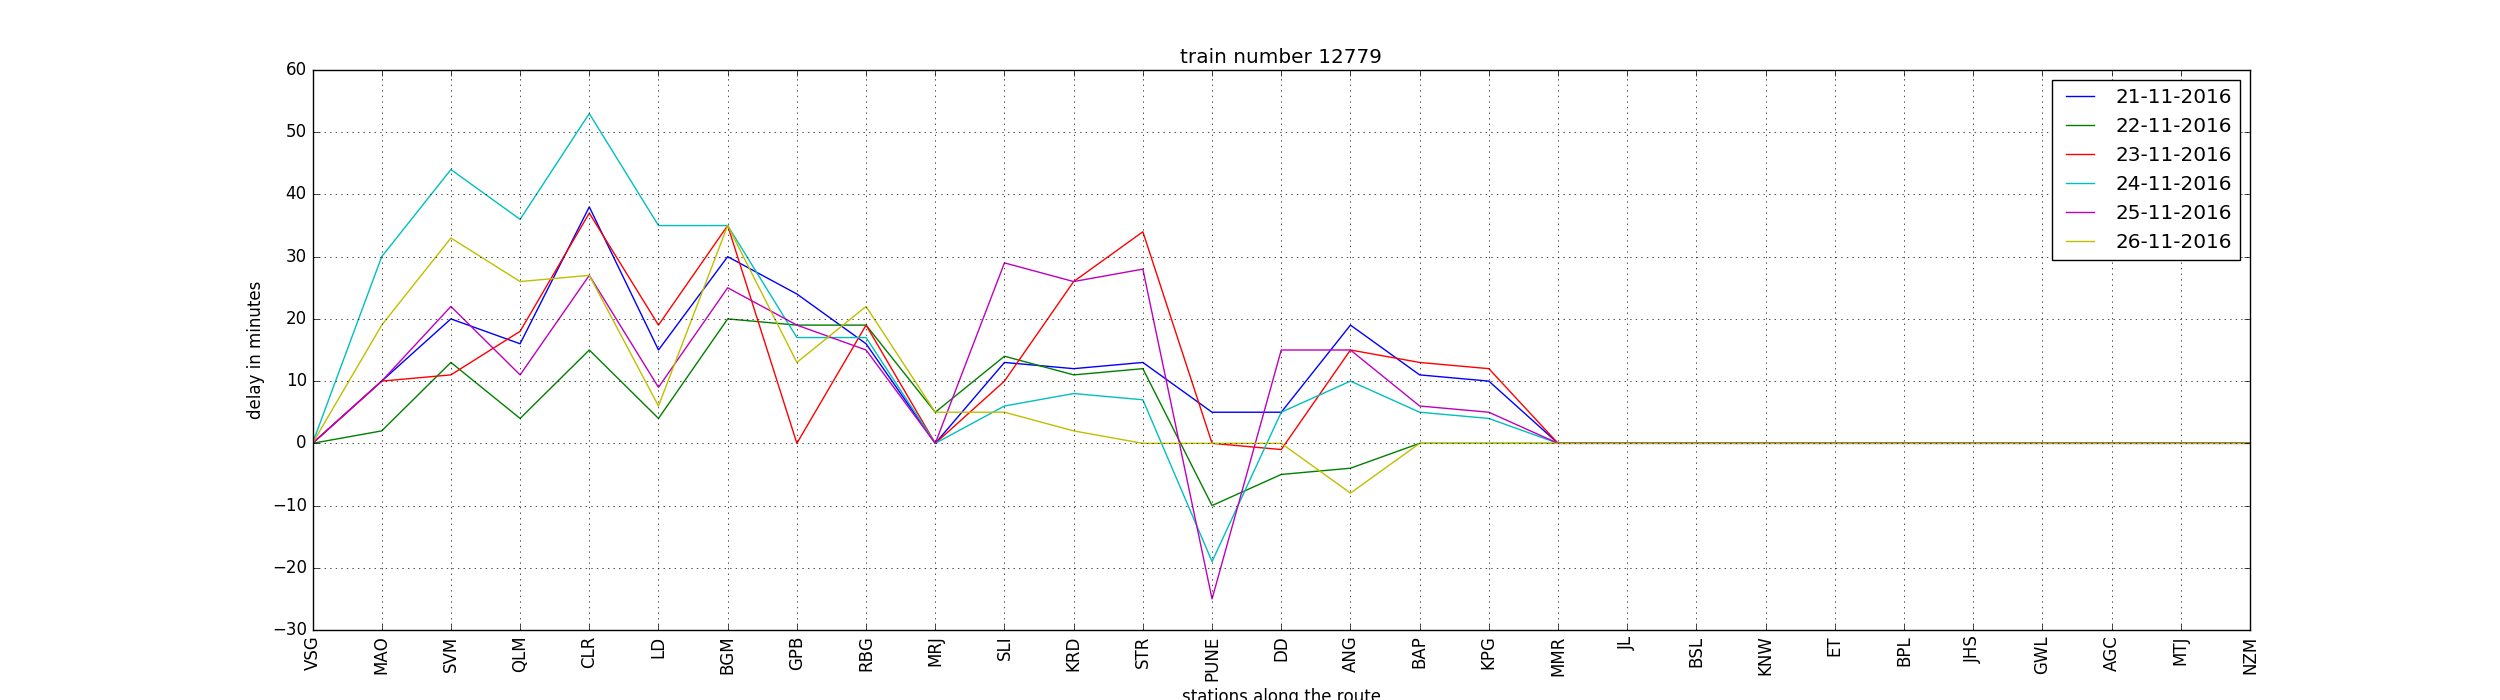 train number 12779
60
50
40
30
20
10
0
−10
−20
−30
delay in minutes
21-11-2016
22-11-2016
23-11-2016
24-11-2016
25-11-2016
26-11-2016
VSG
MAO
SVM
QLM
CLR
LD
BGM
GPB
RBG
MRJ
SLI
KRD
STR
PUNE
DD
ANG
BAP
KPG
MMR
JL
BSL
KNW
ET
BPL
JHS
GWL
AGC
MTJ
NZM
stations along the route